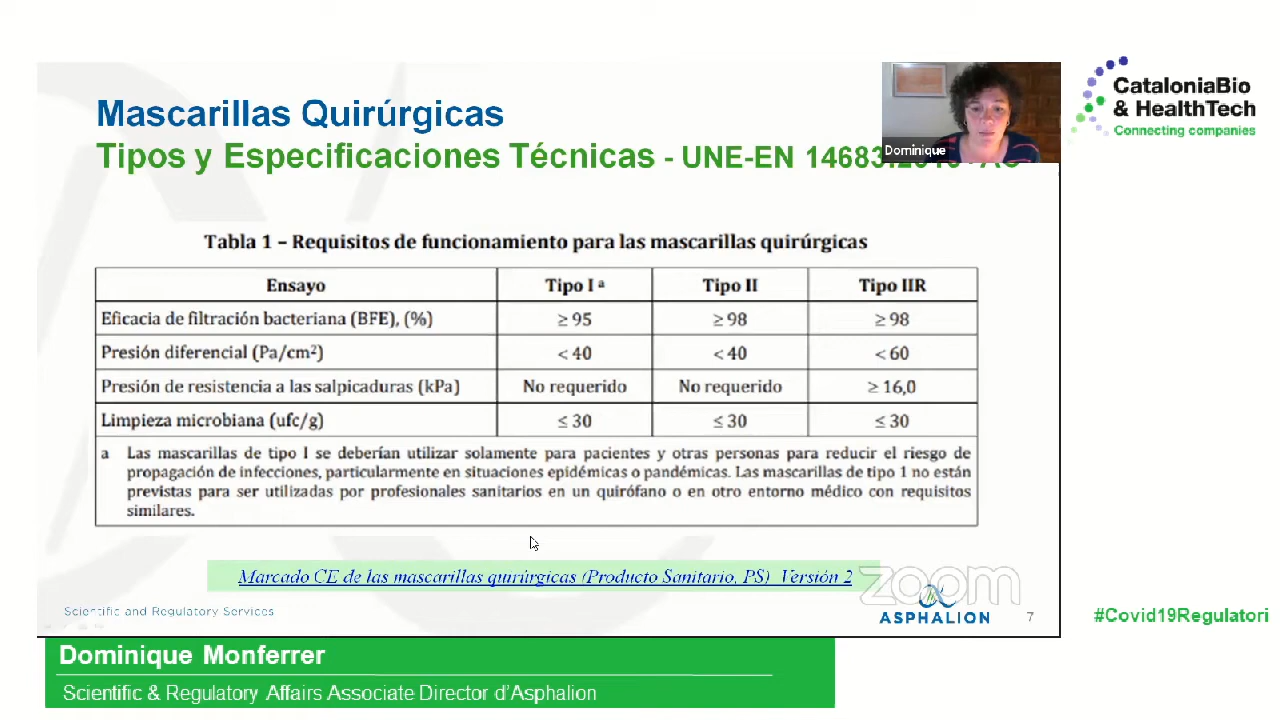 Mascarillas Quirúrgicas
Tipos y Especificaciones Técnicas - UNE-EN 14683
Dominique
CataloniaBio
& HealthTech
Connecting companies
Tabla 1 – Requisitos de funcionamiento para las mascarillas quirúrgicas
Ensayo Tipo I a Tipo II Tipo IIR
Eficacia de filtración bacteriana (BFE), (%) ≥ 95 ≥ 98 ≥ 98
Presión diferencial (Pa/cm²) < 40 < 40 < 60
Presión de resistencia a las salpicaduras (kPa) No requerido No requerido ≥ 16,0
Limpieza microbiana (ufc/g) ≤ 30 ≤ 30 ≤ 30
a Las mascarillas de tipo I se deberían utilizar solamente para pacientes y otras personas para reducir el riesgo de
propagación de infecciones, particularmente en situaciones epidémicas o pandémicas. Las mascarillas de tipo 1 no están
previstas para ser utilizadas por profesionales sanitarios en un quirófano o en otro entorno médico con requisitos
similares.
Marcado CE de las mascarillas quirúrgicas (Producto Sanitario, PS)_Versión 2
zoom
Scientific and Regulatory Services
ASPHALION
7
#Covid19Regulatori
Dominique Monferrer
Scientific & Regulatory Affairs Associate Director d'Asphalion